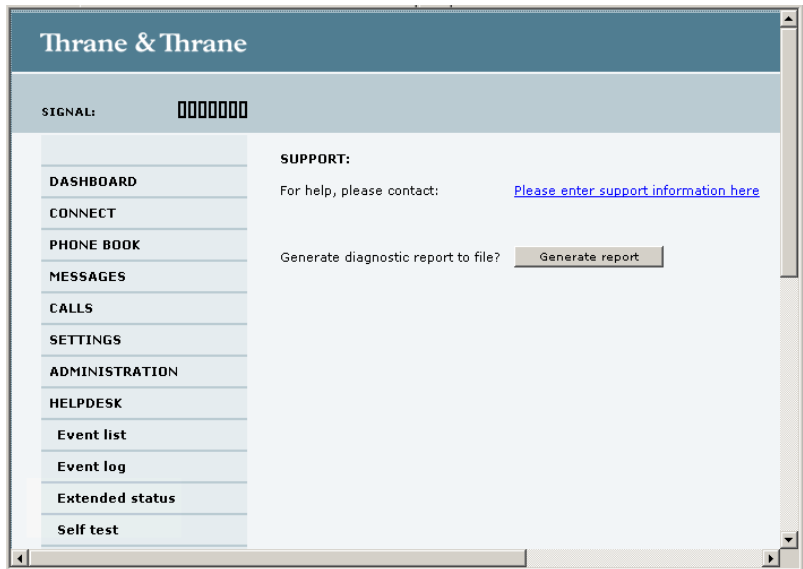 Thrane & Thrane
SIGNAL:
DASHBOARD
CONNECT
PHONE BOOK
MESSAGES
CALLS
SETTINGS
ADMINISTRATION
HELPDESK
Event list
Event log
Extended status
Self test
SUPPORT:
For help, please contact: Please enter support information here
Generate diagnostic report to file? Generate report